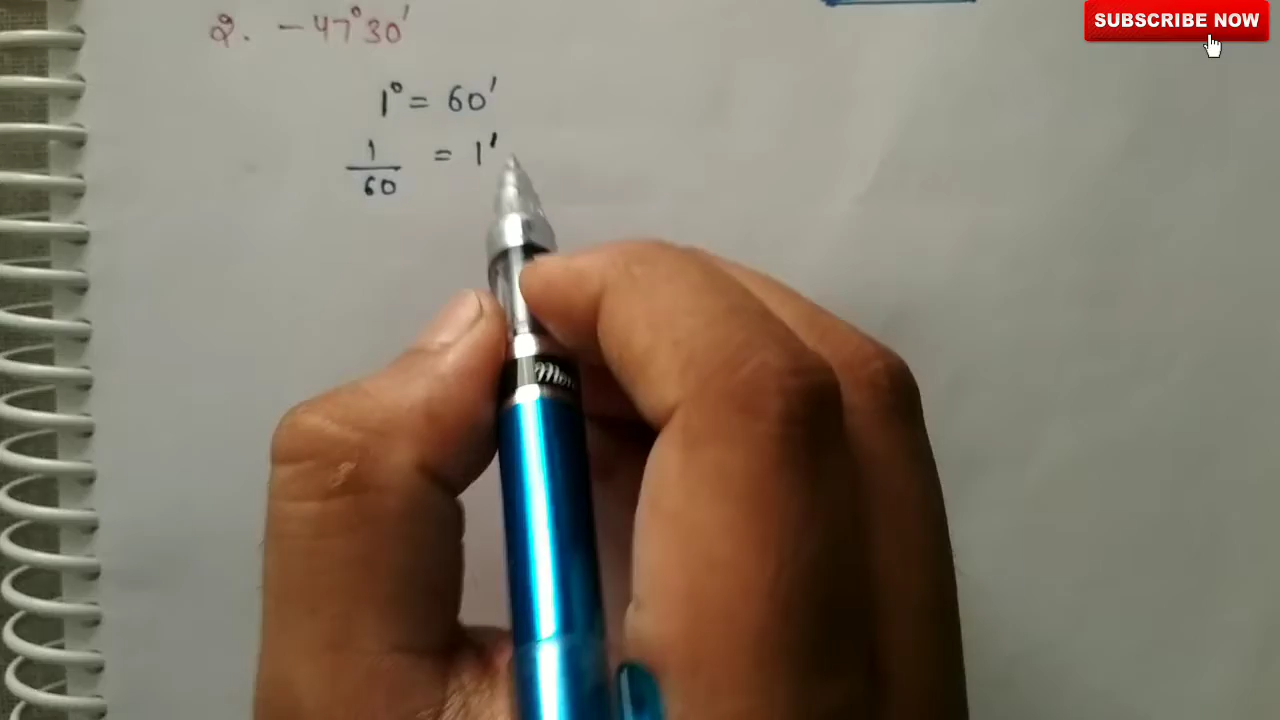 SUBSCRIBE NOW
2. -47°30'
1° = 60'
1/60 = 1'